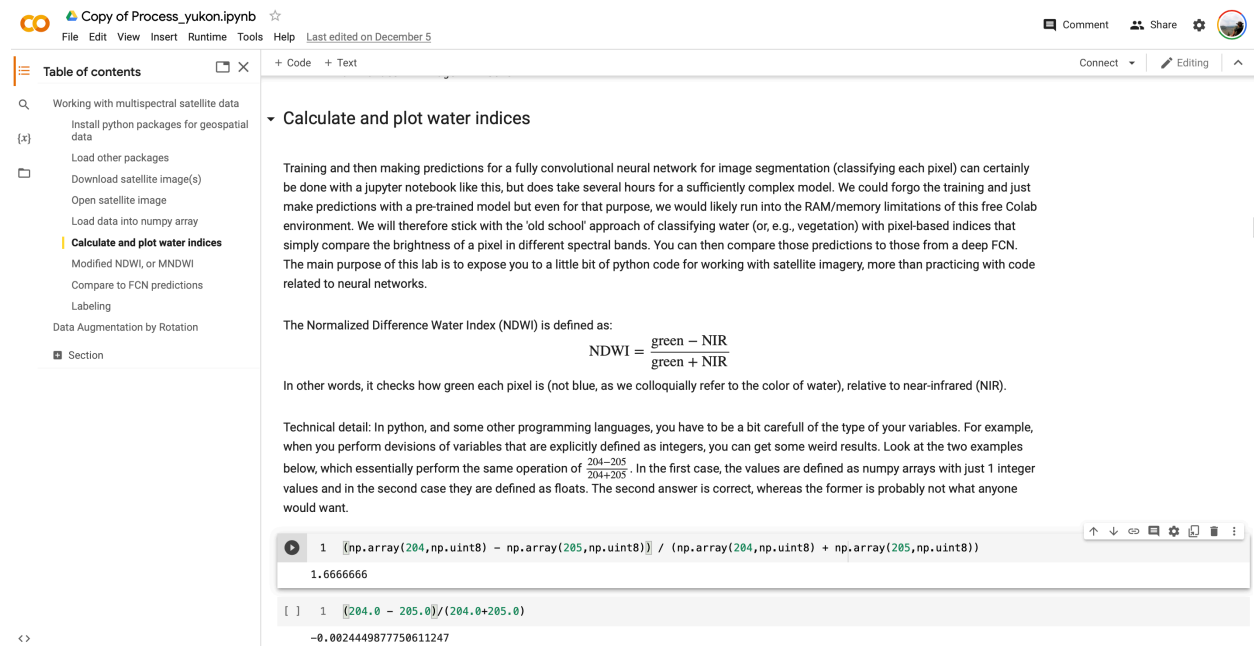 Copy of Process_yukon.ipynb
Comment
Share
File Edit View Insert Runtime Tools Help Last edited on December 5
Table of contents
+ Code + Text
Connect
Editing
Working with multispectral satellite data
Install python packages for geospatial
data
Load other packages
Download satellite image(s)
Open satellite image
Load data into numpy array
Calculate and plot water indices
Modified NDWI, or MNDWI
Compare to FCN predictions
Labeling
Data Augmentation by Rotation
Section
{x}
<>
Calculate and plot water indices
Training and then making predictions for a fully convolutional neural network for image segmentation (classifying each pixel) can certainly
be done with a jupyter notebook like this, but does take several hours for a sufficiently complex model. We could forgo the training and just
make predictions with a pre-trained model but even for that purpose, we would likely run into the RAM/memory limitations of this free Colab
environment. We will therefore stick with the 'old school' approach of classifying water (or, e.g., vegetation) with pixel-based indices that
simply compare the brightness of a pixel in different spectral bands. You can then compare those predictions to those from a deep FCN.
The main purpose of this lab is to expose you to a little bit of python code for working with satellite imagery, more than practicing with code
related to neural networks.
The Normalized Difference Water Index (NDWI) is defined as:
green − NIR
NDWI =
green + NIR
In other words, it checks how green each pixel is (not blue, as we colloquially refer to the color of water), relative to near-infrared (NIR).
Technical detail: In python, and some other programming languages, you have to be a bit carefull of the type of your variables. For example,
when you perform devisions of variables that are explicitly defined as integers, you can get some weird results. Look at the two examples
below, which essentially perform the same operation of 204−205/204+205 . In the first case, the values are defined as numpy arrays with just 1 integer
values and in the second case they are defined as floats. The second answer is correct, whereas the former is probably not what anyone
would want.
1 (np.array(204,np.uint8) - np.array(205,np.uint8)) / (np.array(204,np.uint8) + np.array(205,np.uint8))
1.6666666
[ ] 1 (204.0 - 205.0)/(204.0+205.0)
-0.0024449877750611247